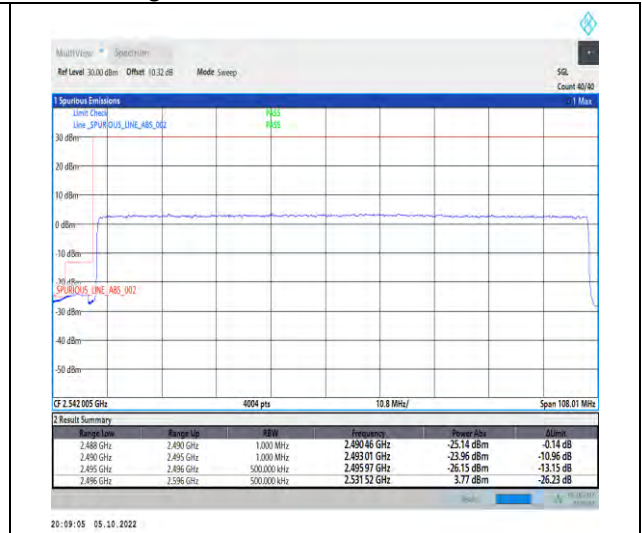 MultiView Spectrum
Ref Level 30.00 dBm Offset 10.32 dB Mode Sweep SGL
Count 40/40
1 Spurious Emissions 1 Max
Limit Check PASS
Line _SPURIOUS_LINE_ABS_002 PASS
30 dBm
20 dBm
10 dBm
0 dBm
-10 dBm
-20 dBm
_SPURIOUS_LINE_ABS_002
-30 dBm
-40 dBm
-50 dBm
CF 2.542 005 GHz 4004 pts 10.8 MHz/ Span 108.01 MHz
2 Result Summary
Range Low Range Up RBW Frequency Power Abs ΔLimit
2.488 GHz 2.490 GHz 1.000 MHz 2.490 46 GHz -25.14 dBm -0.14 dB
2.490 GHz 2.495 GHz 1.000 MHz 2.493 01 GHz -23.96 dBm -10.96 dB
2.495 GHz 2.496 GHz 500.000 kHz 2.495 97 GHz -26.15 dBm -13.15 dB
2.496 GHz 2.596 GHz 500.000 kHz 2.531 52 GHz 3.77 dBm -26.23 dB
20:09:05 05.10.2022